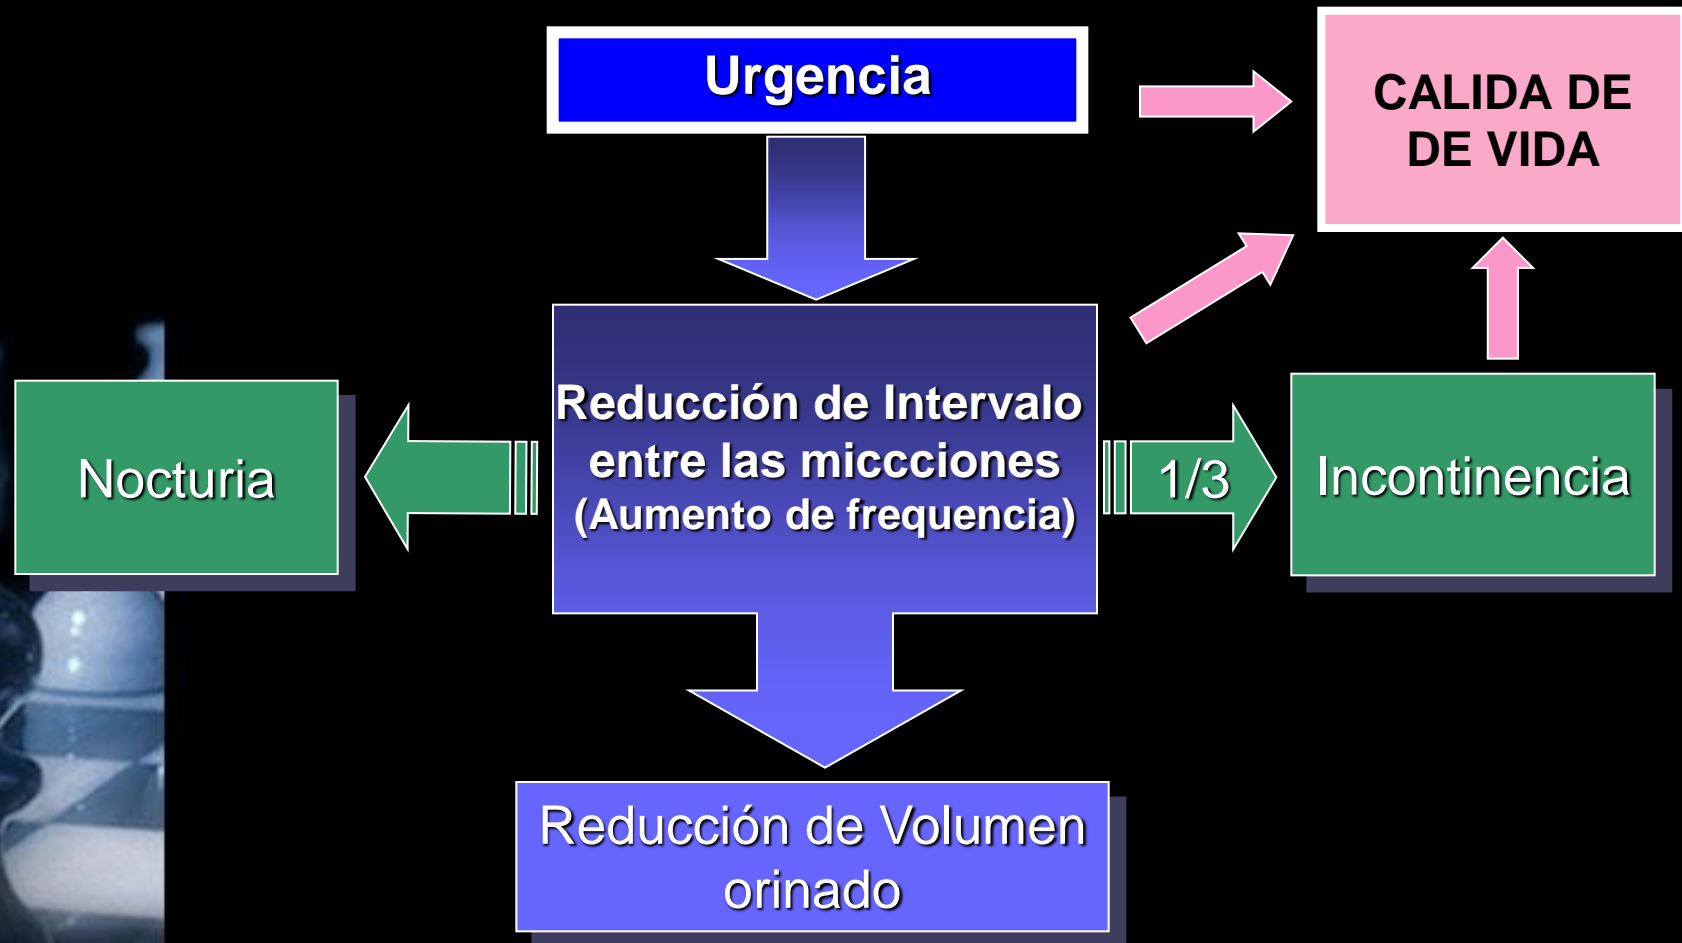 Urgencia
CALIDA DE
DE VIDA
Reducción de Intervalo
entre las miccciones
(Aumento de frequencia)
Nocturia
1/3
Incontinencia
Reducción de Volumen
orinado